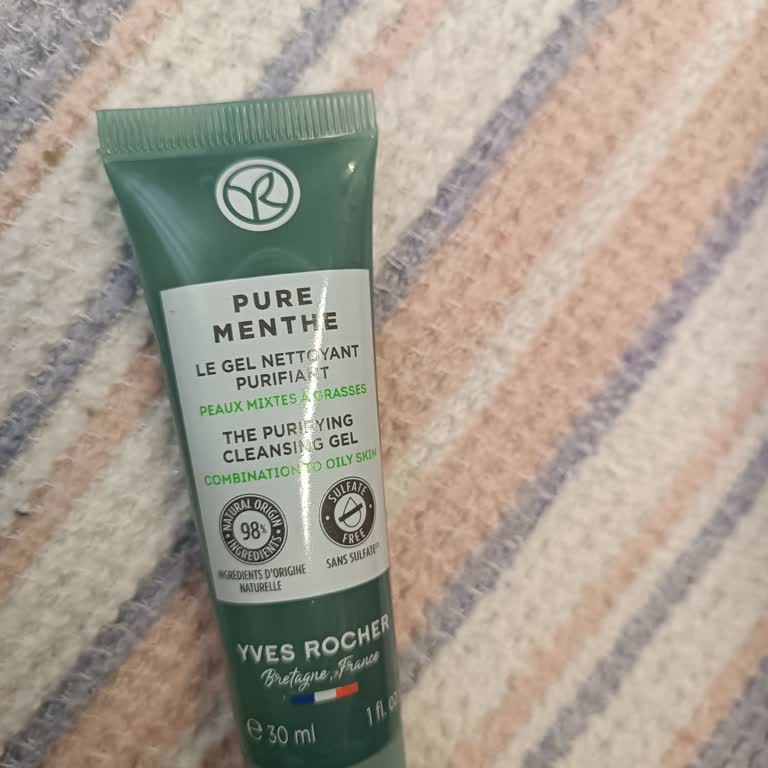 YR
PURE
MENTHE
LE GEL NETTOYANT
PURIFIANT
PEAUX MIXTES À GRASSES
THE PURIFYING
CLEANSING GEL
COMBINATION TO OILY SKIN
NATURAL ORIGIN
98%
INGREDIENTS
SULFATE
FREE
INGRÉDIENTS D'ORIGINE
NATURELLE
SANS SULFATE
YVES ROCHER
Bretagne, France
e 30 ml 1 fl. oz